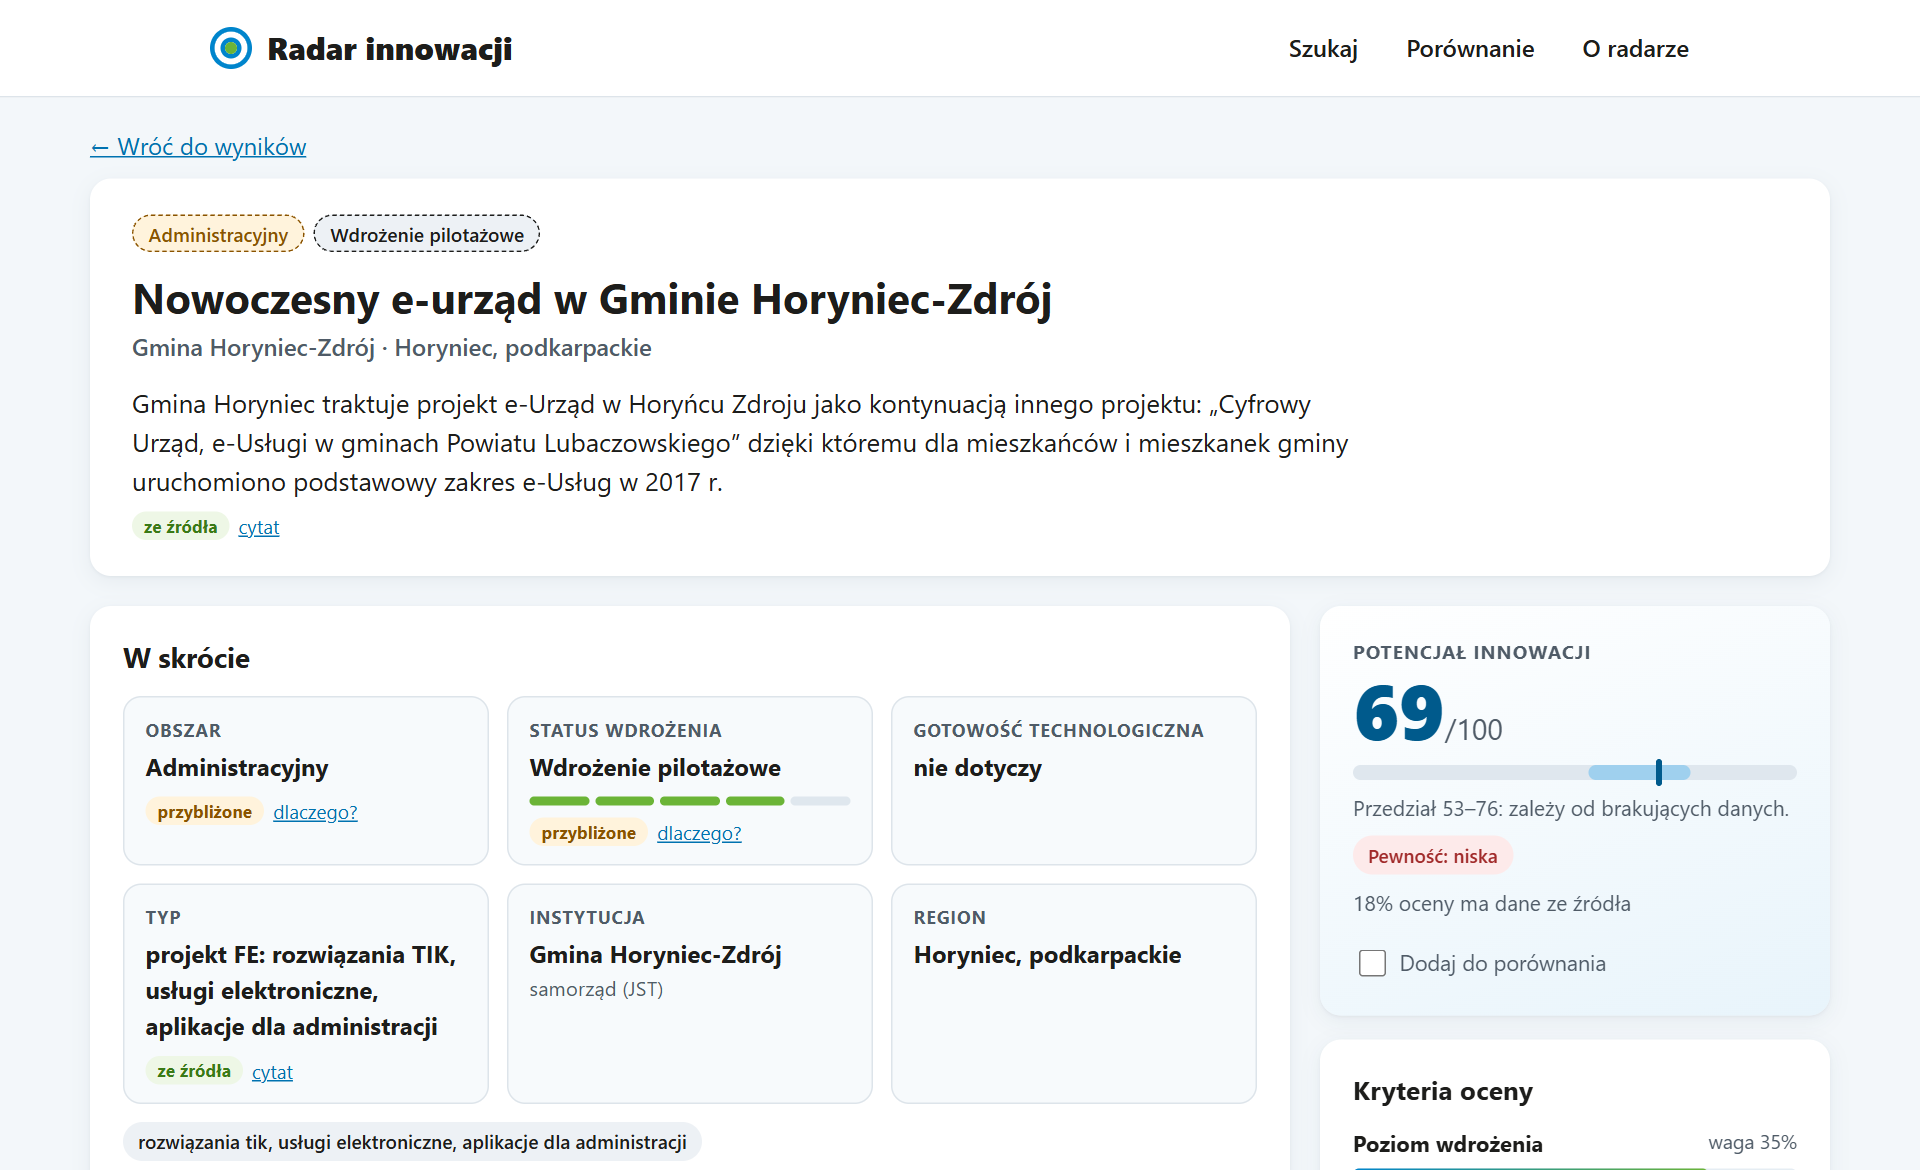 Radar innowacji
Szukaj
Porównanie
O radarze
← Wróć do wyników
Administracyjny
Wdrożenie pilotażowe
Nowoczesny e-urząd w Gminie Horyniec-Zdrój
Gmina Horyniec-Zdrój · Horyniec, podkarpackie
Gmina Horyniec traktuje projekt e-Urząd w Horyńcu Zdroju jako kontynuacją innego projektu: „Cyfrowy
Urząd, e-Usługi w gminach Powiatu Lubaczowskiego” dzięki któremu dla mieszkańców i mieszkanek gminy
uruchomiono podstawowy zakres e-Usług w 2017 r.
ze źródła cytat
W skrócie
OBSZAR
Administracyjny
przybliżone dlaczego?
STATUS WDROŻENIA
Wdrożenie pilotażowe
przybliżone dlaczego?
GOTOWOŚĆ TECHNOLOGICZNA
nie dotyczy
TYP
projekt FE: rozwiązania TIK,
usługi elektroniczne,
aplikacje dla administracji
ze źródła cytat
INSTYTUCJA
Gmina Horyniec-Zdrój
samorząd (JST)
REGION
Horyniec, podkarpackie
rozwiązania tik, usługi elektroniczne, aplikacje dla administracji
POTENCJAŁ INNOWACJI
69/100
Przedział 53–76: zależy od brakujących danych.
Pewność: niska
18% oceny ma dane ze źródła
Dodaj do porównania
Kryteria oceny
Poziom wdrożenia
waga 35%